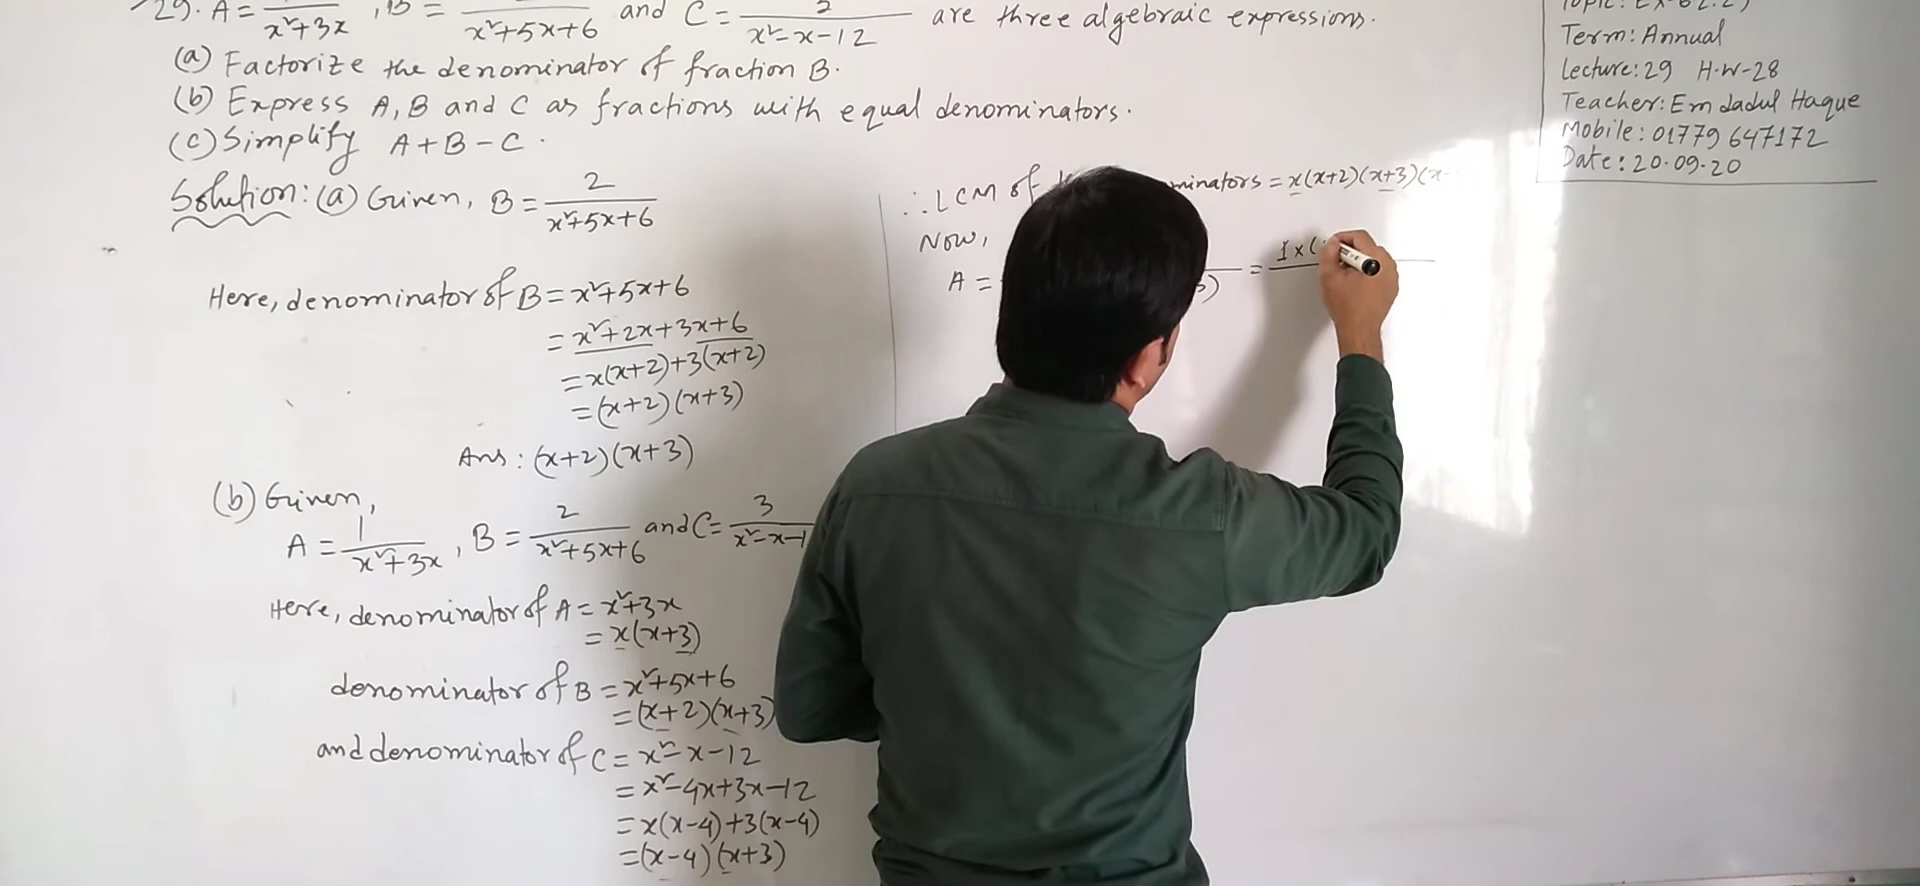 29. A = /x²+3x, B = /x²+5x+6 and C = /x²-x-12 are three algebraic expressions.
(a) Factorize the denominator of fraction B.
(b) Express A, B and C as fractions with equal denominators.
(c) Simplify A+B-C.
Solution: (a) Given, B = 2/x²+5x+6
Here, denominator of B = x²+5x+6
= x²+2x+3x+6
= x(x+2)+3(x+2)
= (x+2)(x+3)
Ans: (x+2)(x+3)
(b) Given,
A = 1/x²+3x, B = 2/x²+5x+6 and C = 3/x²-x-1
Here, denominator of A = x²+3x
= x(x+3)
denominator of B = x²+5x+6
= (x+2)(x+3)
and denominator of C = x²-x-12
= x²-4x+3x-12
= x(x-4)+3(x-4)
= (x-4)(x+3)
∴ LCM of minators = x(x+2)(x+3)(x-
Now,
A = 3) = 1×(
Term: Annual
Lecture: 29 H.W-28
Teacher: Emdadul Haque
Mobile: 01779 647172
Date: 20.09.20